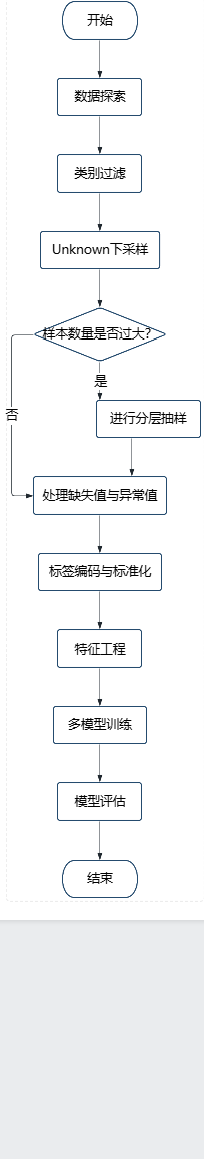 开始
数据探索
类别过滤
Unknown下采样
样本数量是否过大?
是
否
进行分层抽样
处理缺失值与异常值
标签编码与标准化
特征工程
多模型训练
模型评估
结束